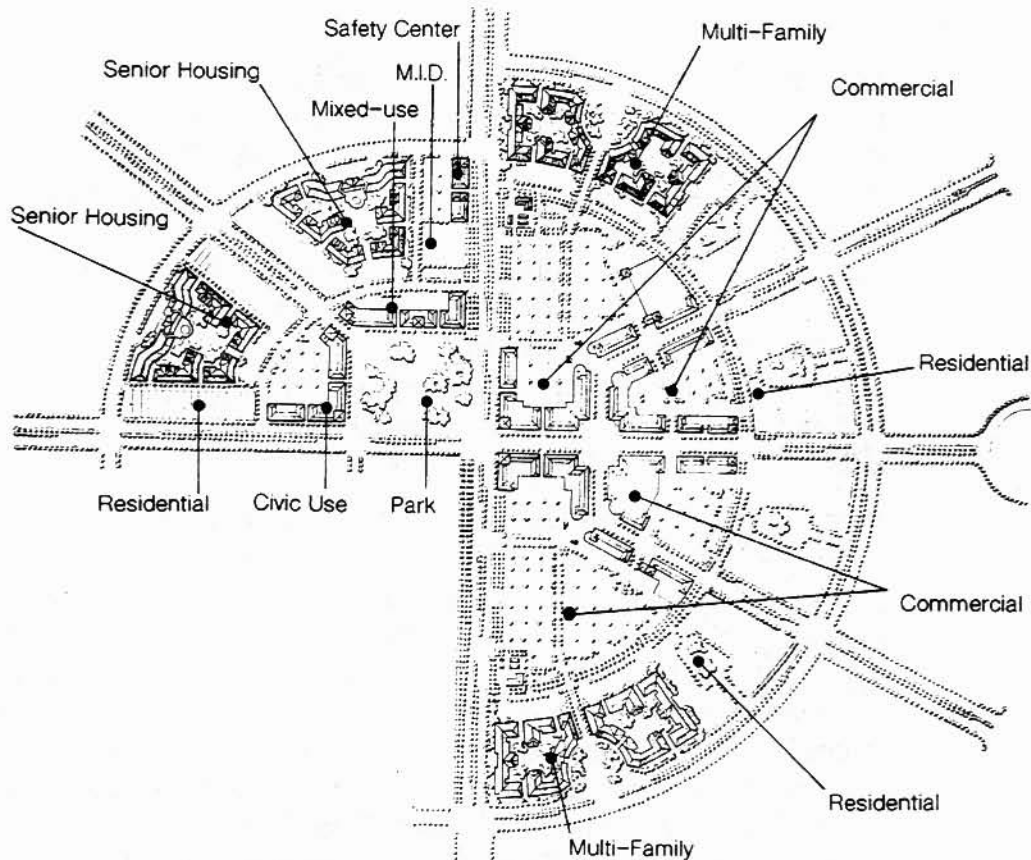 Safety Center
Multi-Family
Senior Housing
M.I.D.
Commercial
Mixed-use
Senior Housing
Residential
Residential
Civic Use
Park
Commercial
Residential
Multi-Family